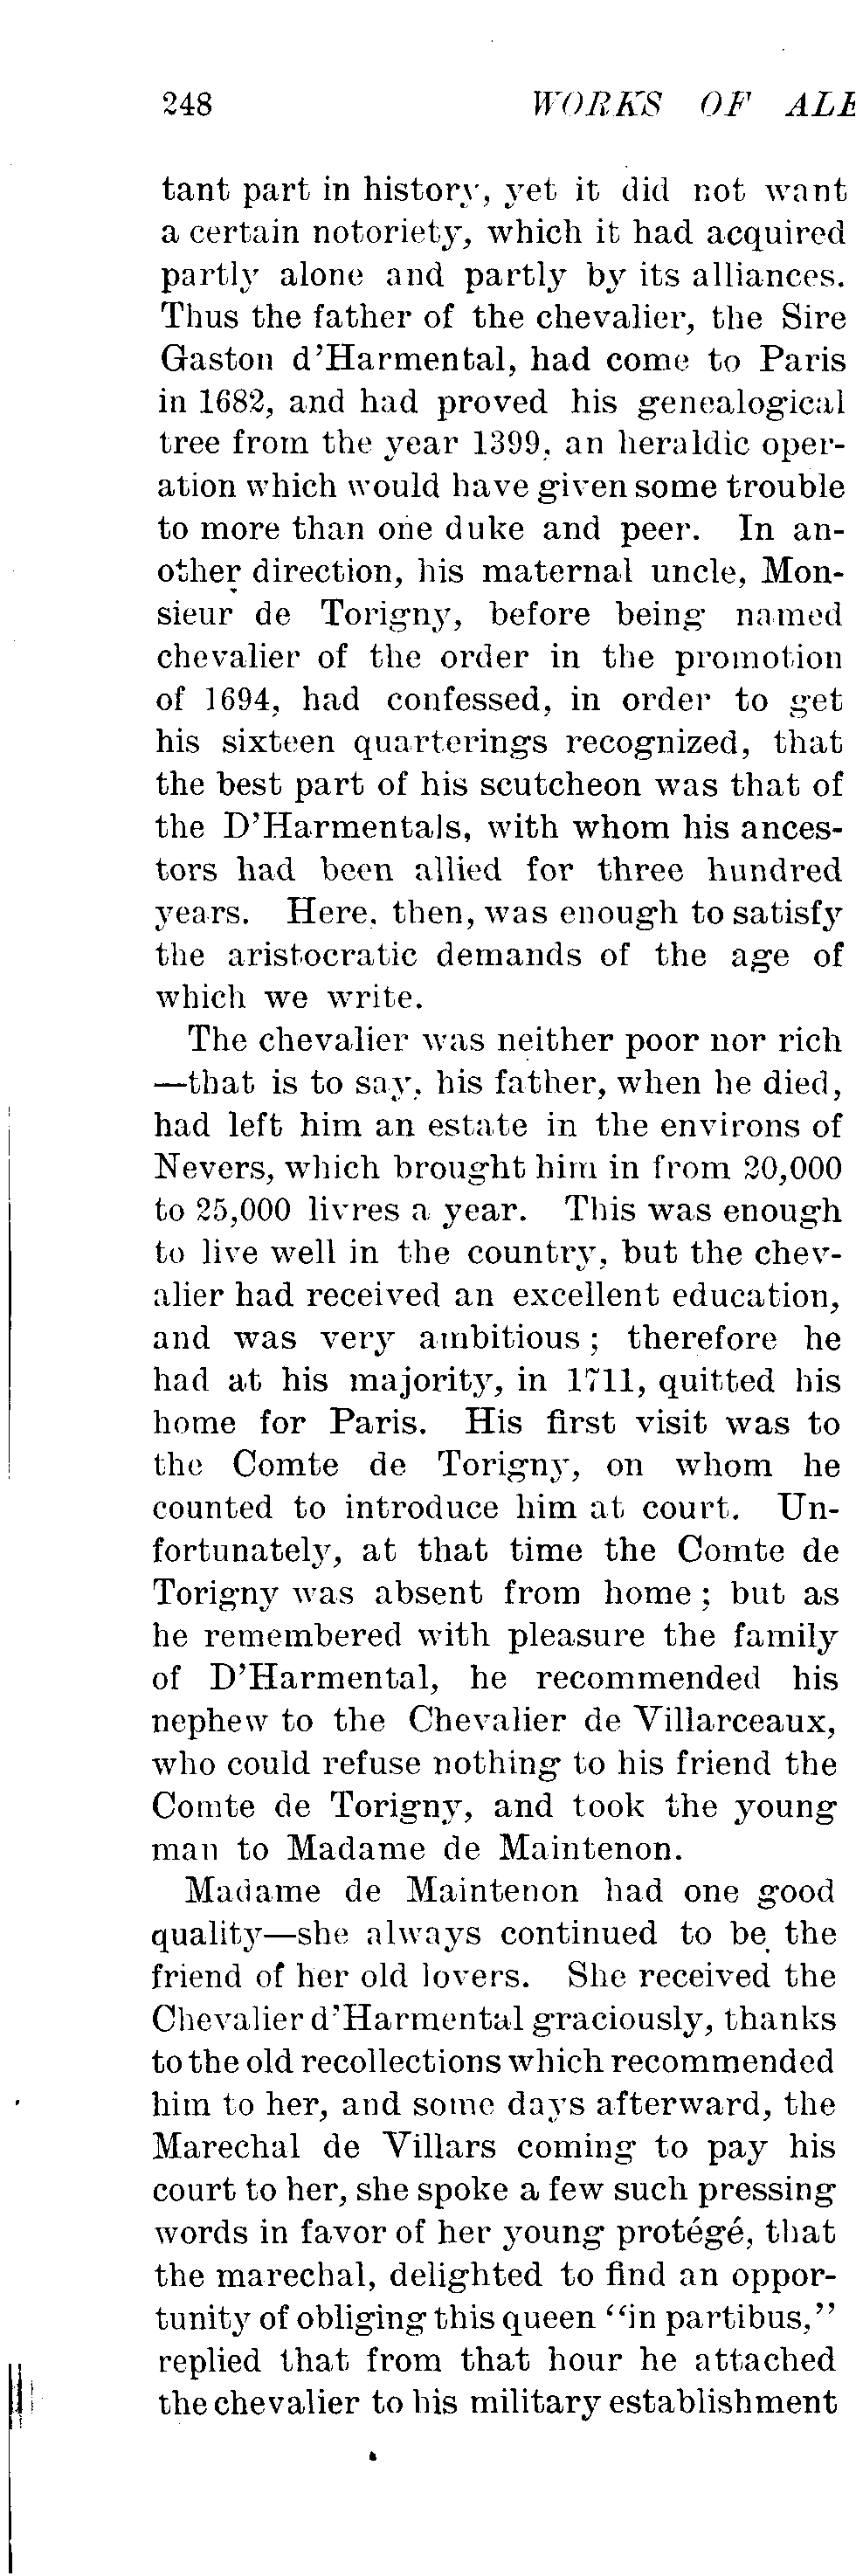 248 WORKS OF ALE
tant part in history, yet it did not want
a certain notoriety, which it had acquired
partly alone and partly by its alliances.
Thus the father of the chevalier, the Sire
Gaston d'Harmental, had come to Paris
in 1682, and had proved his genealogical
tree from the year 1399, an heraldic oper-
ation which would have given some trouble
to more than one duke and peer. In an-
other direction, his maternal uncle, Mon-
sieur de Torigny, before being named
chevalier of the order in the promotion
of 1694, had confessed, in order to get
his sixteen quarterings recognized, that
the best part of his scutcheon was that of
the D'Harmentals, with whom his ances-
tors had been allied for three hundred
years. Here, then, was enough to satisfy
the aristocratic demands of the age of
which we write.
The chevalier was neither poor nor rich
—that is to say, his father, when he died,
had left him an estate in the environs of
Nevers, which brought him in from 20,000
to 25,000 livres a year. This was enough
to live well in the country, but the chev-
alier had received an excellent education,
and was very ambitious; therefore he
had at his majority, in 1711, quitted his
home for Paris. His first visit was to
the Comte de Torigny, on whom he
counted to introduce him at court. Un-
fortunately, at that time the Comte de
Torigny was absent from home; but as
he remembered with pleasure the family
of D'Harmental, he recommended his
nephew to the Chevalier de Villarceaux,
who could refuse nothing to his friend the
Comte de Torigny, and took the young
man to Madame de Maintenon.
Madame de Maintenon had one good
quality—she always continued to be the
friend of her old lovers. She received the
Chevalier d'Harmental graciously, thanks
to the old recollections which recommended
him to her, and some days afterward, the
Marechal de Villars coming to pay his
court to her, she spoke a few such pressing
words in favor of her young protégé, that
the marechal, delighted to find an oppor-
tunity of obliging this queen "in partibus,"
replied that from that hour he attached
the chevalier to his military establishment